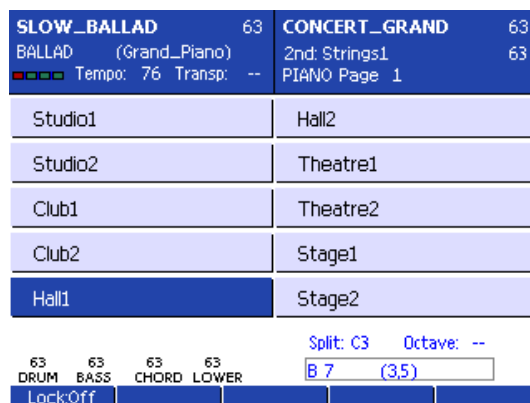 SLOW_BALLAD 63
BALLAD (Grand_Piano)
Tempo: 76 Transp: --
CONCERT_GRAND 63
2nd: Strings1 63
PIANO Page 1
Studio1
Studio2
Club1
Club2
Hall1
Hall2
Theatre1
Theatre2
Stage1
Stage2
63 63 63 63
DRUM BASS CHORD LOWER
Split: C3 Octave: --
B 7 (3,5)
Lock:Off